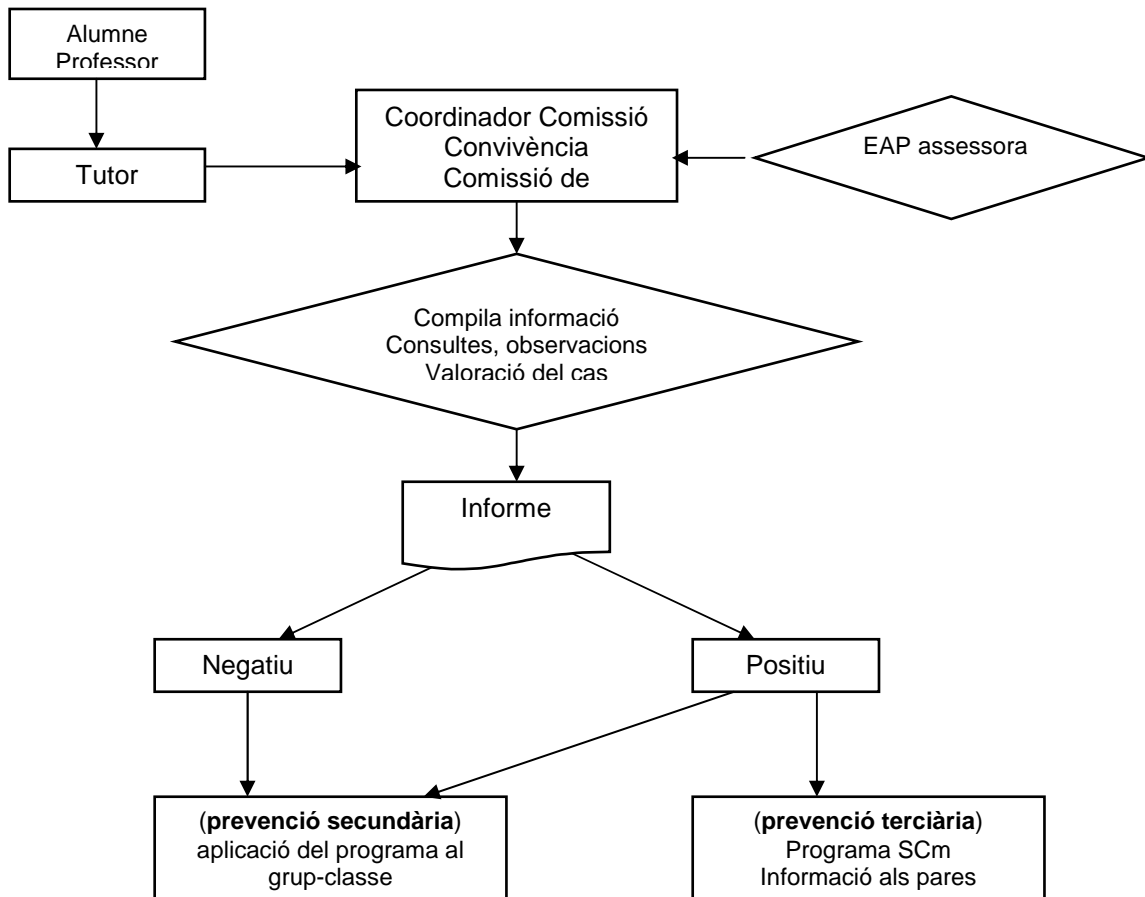 Alumne
Professor
Tutor
Coordinador Comissió
Convivència
Comissió de
EAP assessora
Compila informació
Consultes, observacions
Valoració del cas
Informe
Negatiu
Positiu
(prevenció secundària)
aplicació del programa al
grup-classe
(prevenció terciària)
Programa SCm
Informació als pares